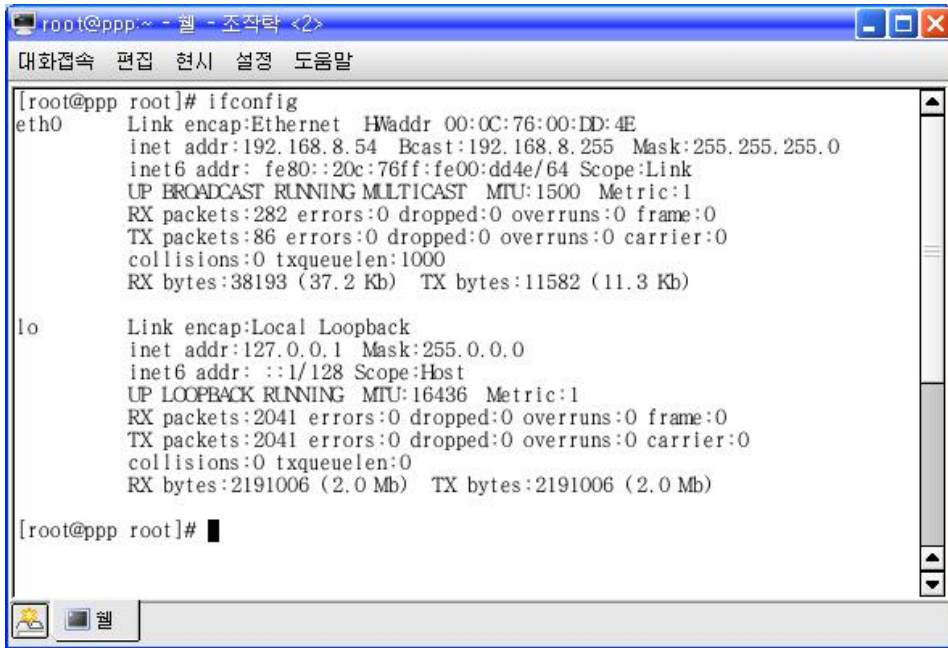 root@ppp:~ - 쉘 - 조작탁 <2>
대화접속 편집 현시 설정 도움말
[root@ppp root]# ifconfig
eth0 Link encap:Ethernet HWaddr 00:0C:76:00:DD:4E
inet addr:192.168.8.54 Bcast:192.168.8.255 Mask:255.255.255.0
inet6 addr: fe80::20c:76ff:fe00:dd4e/64 Scope:Link
UP BROADCAST RUNNING MULTICAST MTU:1500 Metric:1
RX packets:282 errors:0 dropped:0 overruns:0 frame:0
TX packets:86 errors:0 dropped:0 overruns:0 carrier:0
collisions:0 txqueuelen:1000
RX bytes:38193 (37.2 Kb) TX bytes:11582 (11.3 Kb)
lo Link encap:Local Loopback
inet addr:127.0.0.1 Mask:255.0.0.0
inet6 addr: ::1/128 Scope:Host
UP LOOPBACK RUNNING MTU:16436 Metric:1
RX packets:2041 errors:0 dropped:0 overruns:0 frame:0
TX packets:2041 errors:0 dropped:0 overruns:0 carrier:0
collisions:0 txqueuelen:0
RX bytes:2191006 (2.0 Mb) TX bytes:2191006 (2.0 Mb)
[root@ppp root]#
쉘